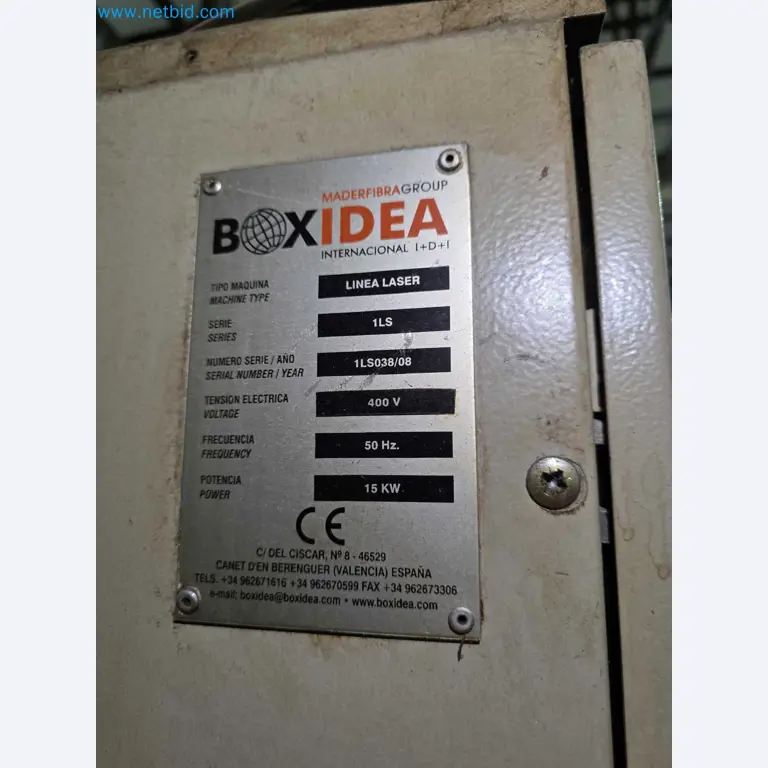 www.netbid.com
MADERFIBRAGROUP
BOXIDEA
INTERNACIONAL I+D+I
TIPO MAQUINA LINEA LASER
MACHINE TYPE
SERIE 1LS
SERIES
NUMERO SERIE / AÑO 1LS038/08
SERIAL NUMBER / YEAR
TENSION ELECTRICA 400 V
VOLTAGE
FRECUENCIA 50 Hz.
FREQUENCY
POTENCIA 15 KW
POWER
CE
C/ DEL CISCAR, Nº 8 - 46529
CANET D'EN BERENGUER (VALENCIA) ESPAÑA
TELS. +34 962671616 +34 962670599 FAX +34 962673306
e-mail: boxidea@boxidea.com • www.boxidea.com